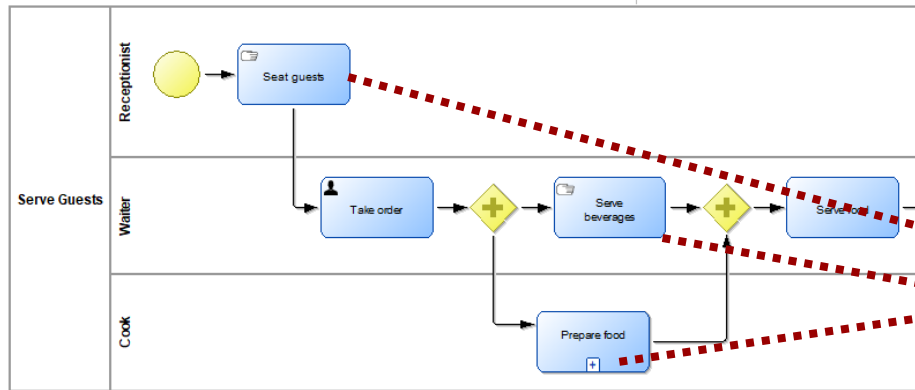 Serve Guests
Receptionist
Seat guests
Waiter
Take order
Serve
beverages
Serve food
Cook
Prepare food